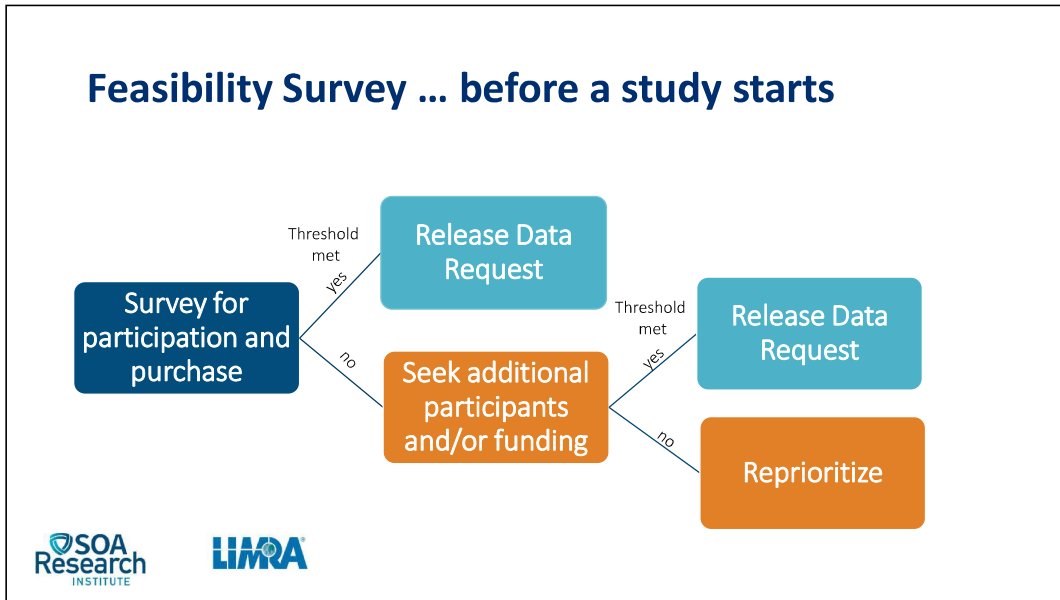 Feasibility Survey … before a study starts
Threshold
met
yes
Release Data
Request
Survey for
participation and
purchase
no
Seek additional
participants
and/or funding
Threshold
met
yes
Release Data
Request
no
Reprioritize
SOA
Research
INSTITUTE
LIMRA®